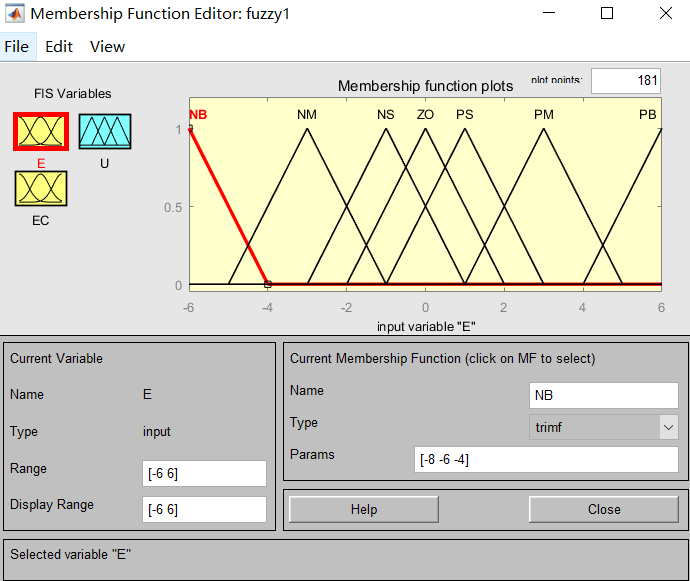 Membership Function Editor: fuzzy1
File Edit View
FIS Variables
E
U
EC
Membership function plots
plot points:
181
NB NM NS ZO PS PM PB
1
0.5
0
-6 -4 -2 0 2 4 6
input variable "E"
Current Variable
Name E
Type input
Range [-6 6]
Display Range [-6 6]
Current Membership Function (click on MF to select)
Name NB
Type trimf
Params [-8 -6 -4]
Help Close
Selected variable "E"